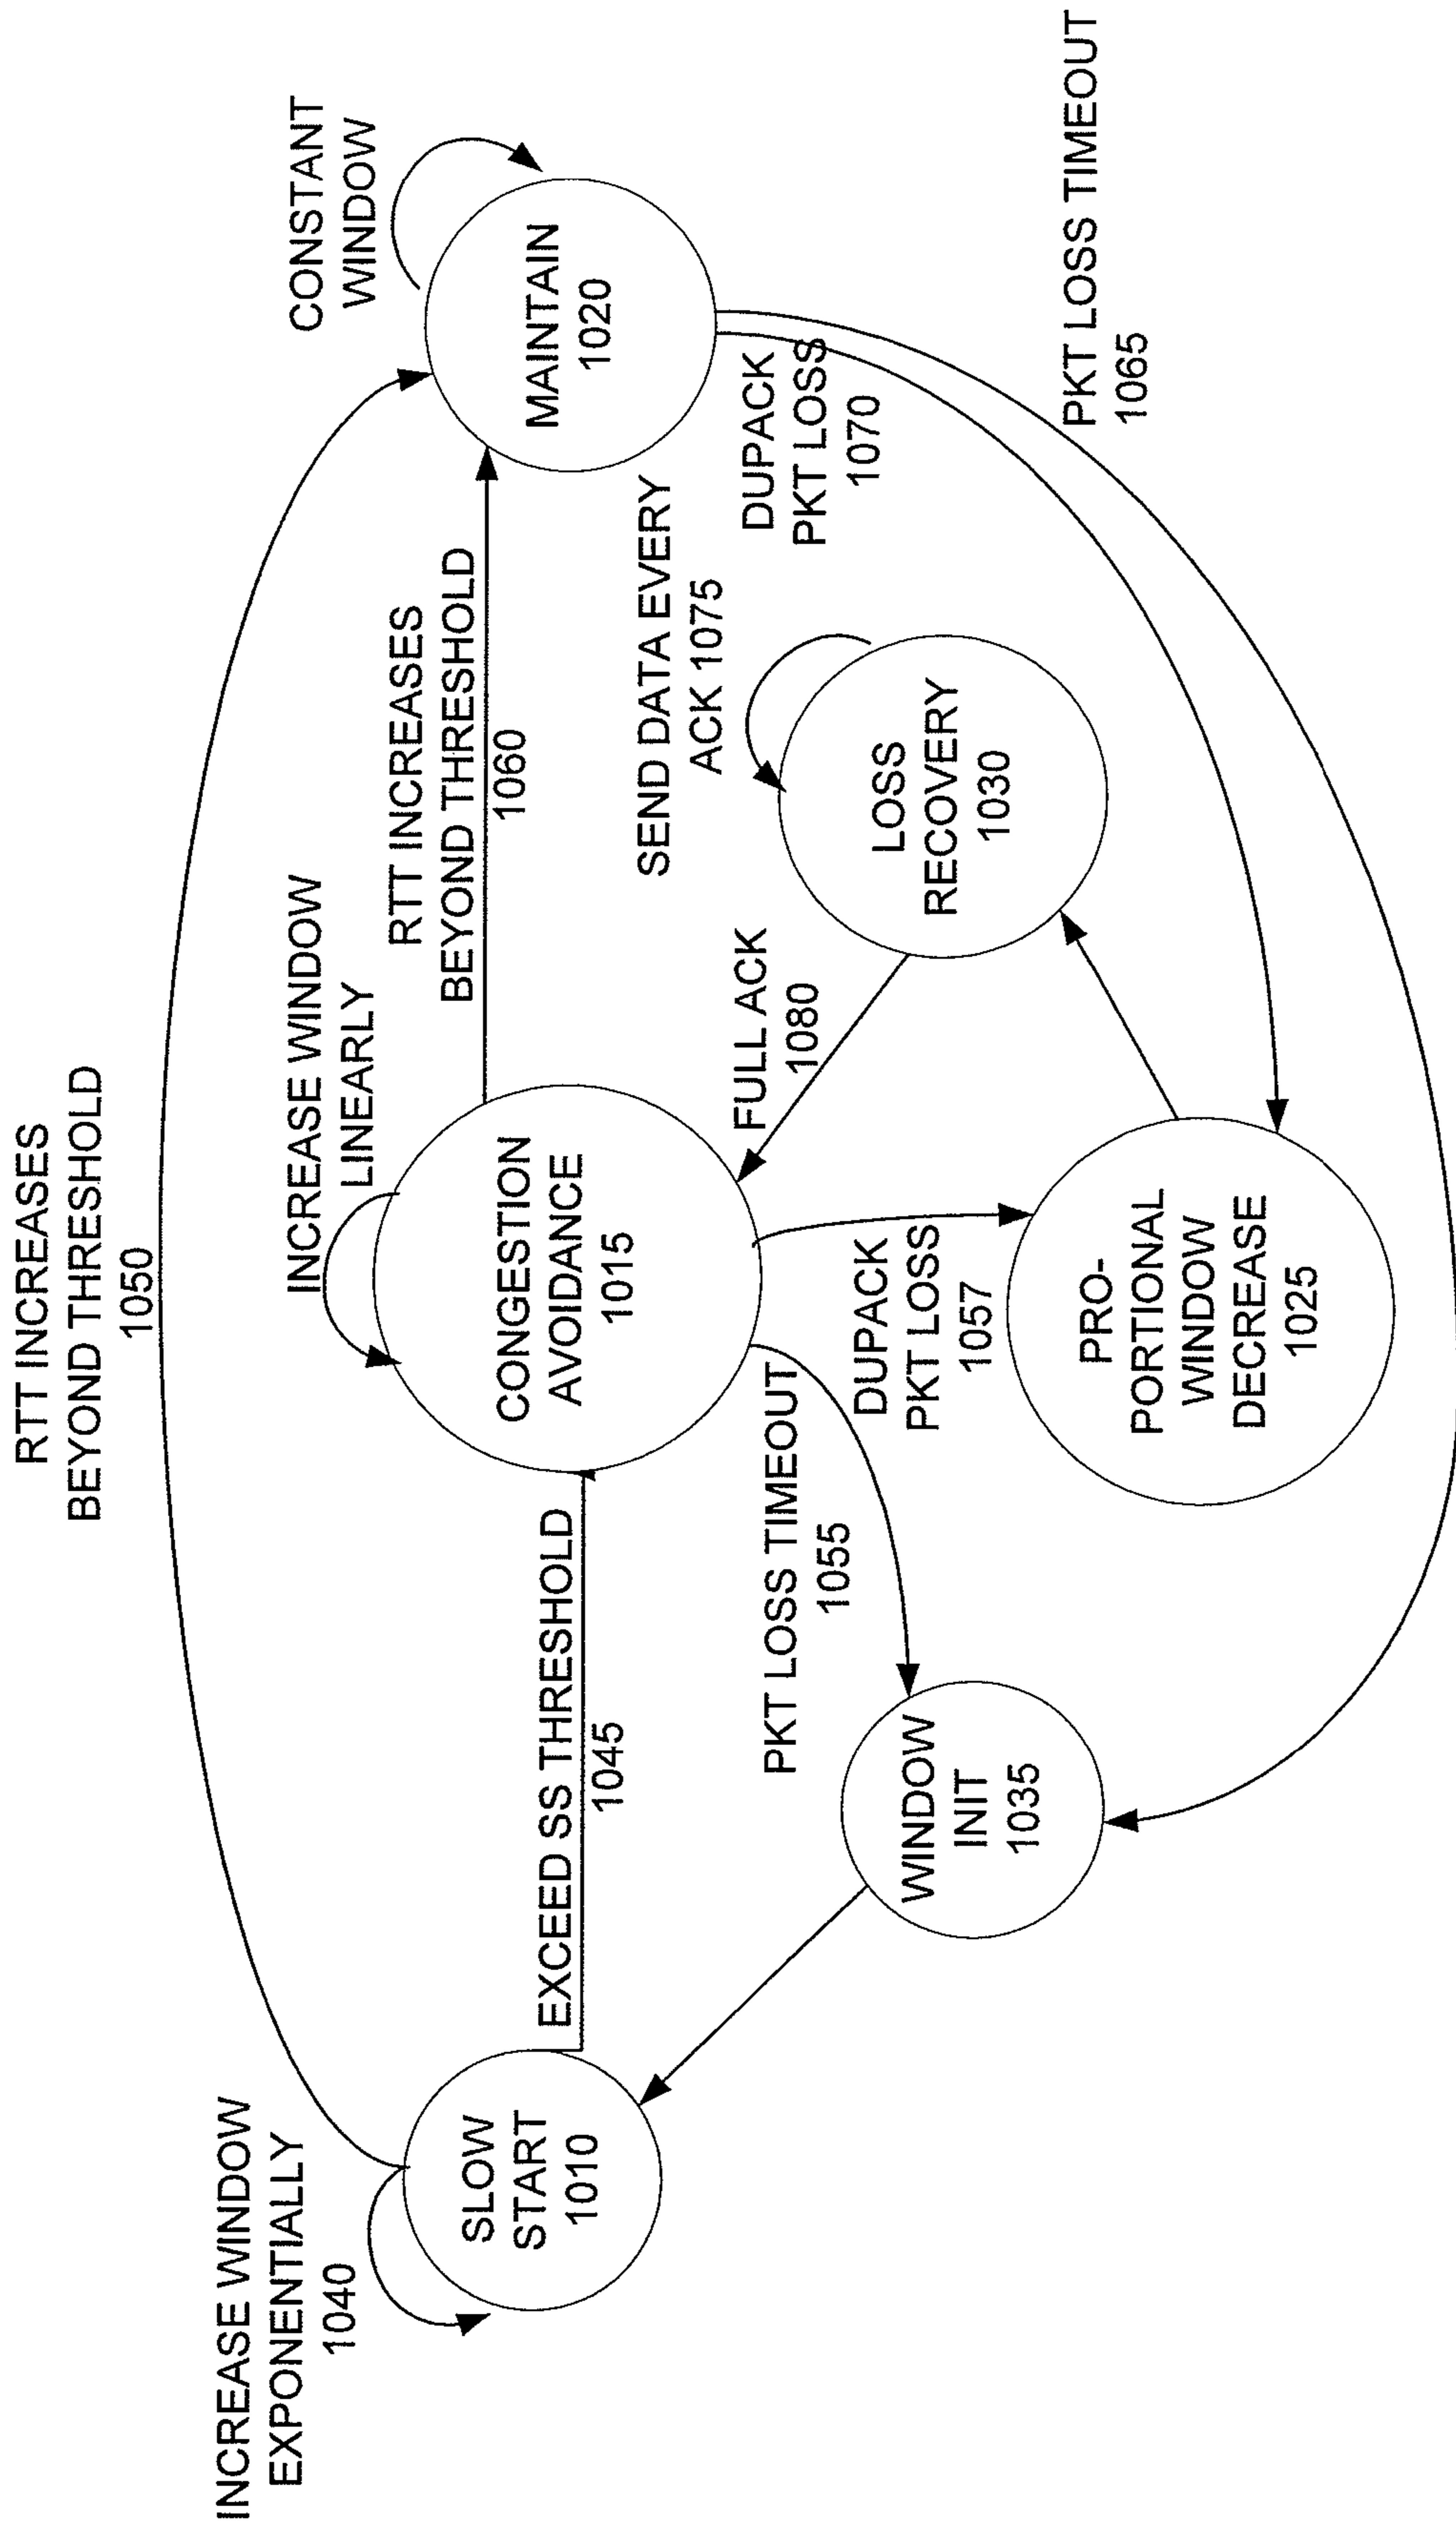 RTT INCREASES
BEYOND THRESHOLD
1050
INCREASE WINDOW
EXPONENTIALLY
1040
INCREASE WINDOW
LINEARLY
CONSTANT
WINDOW
RTT INCREASES
BEYOND THRESHOLD
1060
SLOW
START
1010
EXCEED SS THRESHOLD
1045
CONGESTION
AVOIDANCE
1015
MAINTAIN
1020
SEND DATA EVERY
ACK 1075
DUPACK
PKT LOSS
1070
FULL ACK
1080
PKT LOSS TIMEOUT
1055
DUPACK
PKT LOSS
1057
LOSS
RECOVERY
1030
WINDOW
INIT
1035
PRO-
PORTIONAL
WINDOW
DECREASE
1025
PKT LOSS TIMEOUT
1065